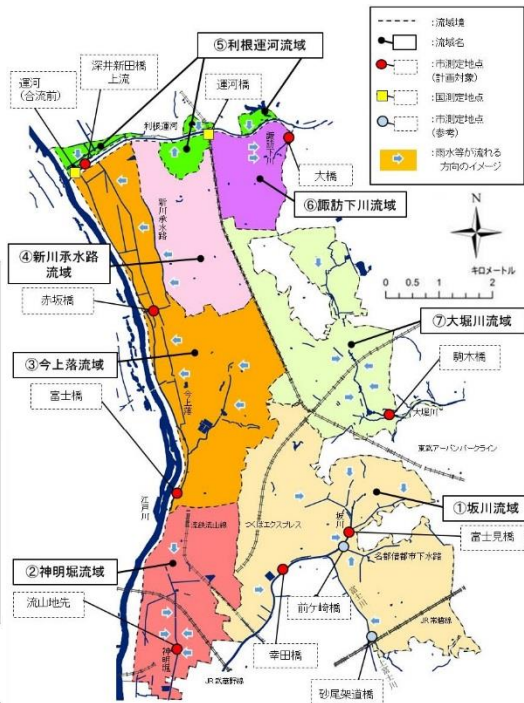 ⑤利根運河流域
深井新田橋
上流
運河
(合流前)
運河橋
利根運河
諏訪下川
大橋
⑥諏訪下川流域
新川承水路
④新川承水路
流域
赤坂橋
③今上落流域
今上落
富士橋
江戸川
⑦大堀川流域
駒木橋
大堀川
東武アーバンパークライン
①坂川流域
坂川
富士見橋
名都借都市下水路
流鉄流山線
つくばエクスプレス
②神明堀流域
流山地先
神明堀
前ケ崎橋
幸田橋
JR武蔵野線
JR常磐線
砂尾架道橋
:流域境
:流域名
:市測定地点
(計画対象)
:国測定地点
:市測定地点
(参考)
:雨水等が流れる
方向のイメージ
N
キロメートル
0 0.5 1 2